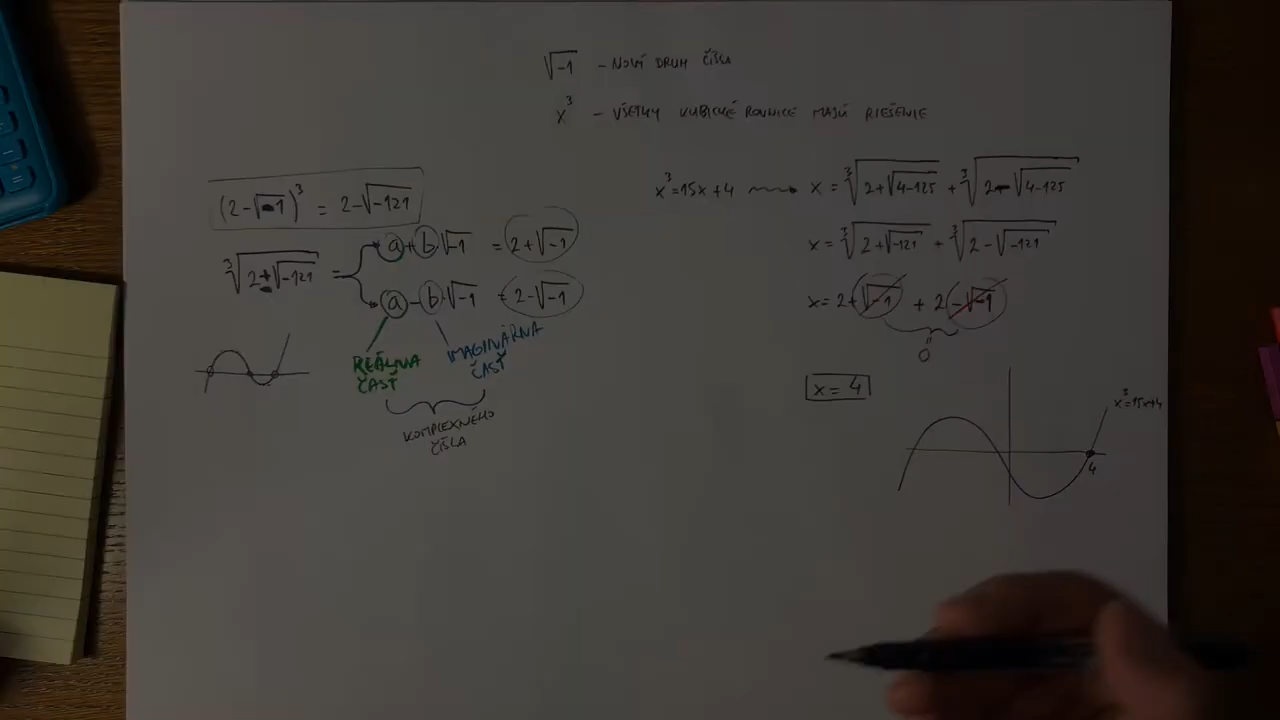 √-1 - NOVÝ DRUH ČÍSLA
x³ - VŠETKY KUBICKÉ ROVNICE MAJÚ RIEŠENIE
x³=15x+4 → x = ∛(2+√(4-125)) + ∛(2-√(4-125))
x = ∛(2+√(-121)) + ∛(2-√(-121))
x = 2+√-1 + 2-√-1
0
x = 4
x³=15x+4
4
(2-√-1)³ = 2-√-121
∛(2±√-121) =
a+b√-1 = 2+√-1
a-b·√-1 = 2-√-1
REÁLNA
ČASŤ
IMAGINÁRNA
ČASŤ
KOMPLEXNÉHO
ČÍSLA